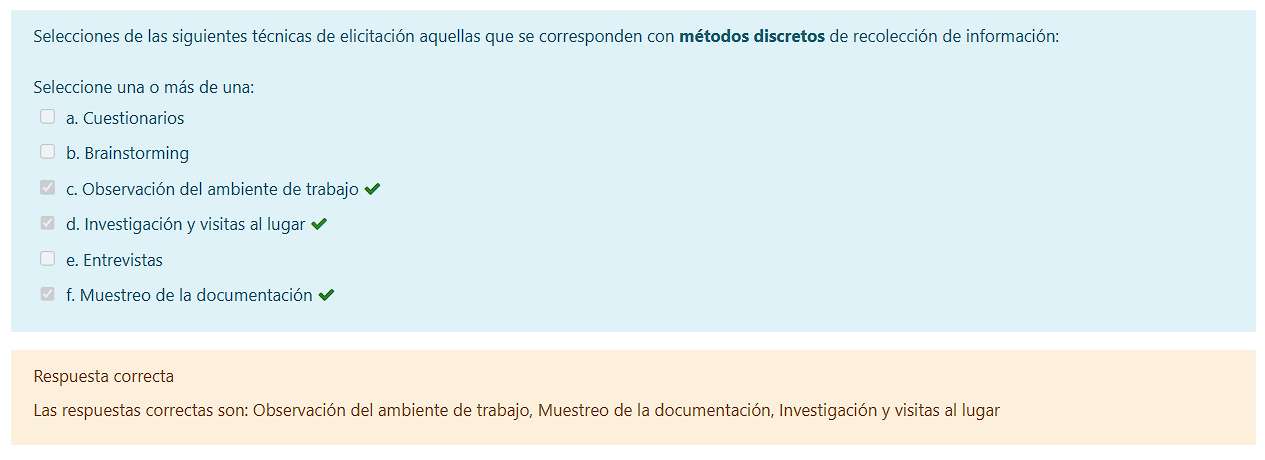 Selecciones de las siguientes técnicas de elicitación aquellas que se corresponden con métodos discretos de recolección de información:
Seleccione una o más de una:
a. Cuestionarios
b. Brainstorming
c. Observación del ambiente de trabajo
d. Investigación y visitas al lugar
e. Entrevistas
f. Muestreo de la documentación
Respuesta correcta
Las respuestas correctas son: Observación del ambiente de trabajo, Muestreo de la documentación, Investigación y visitas al lugar